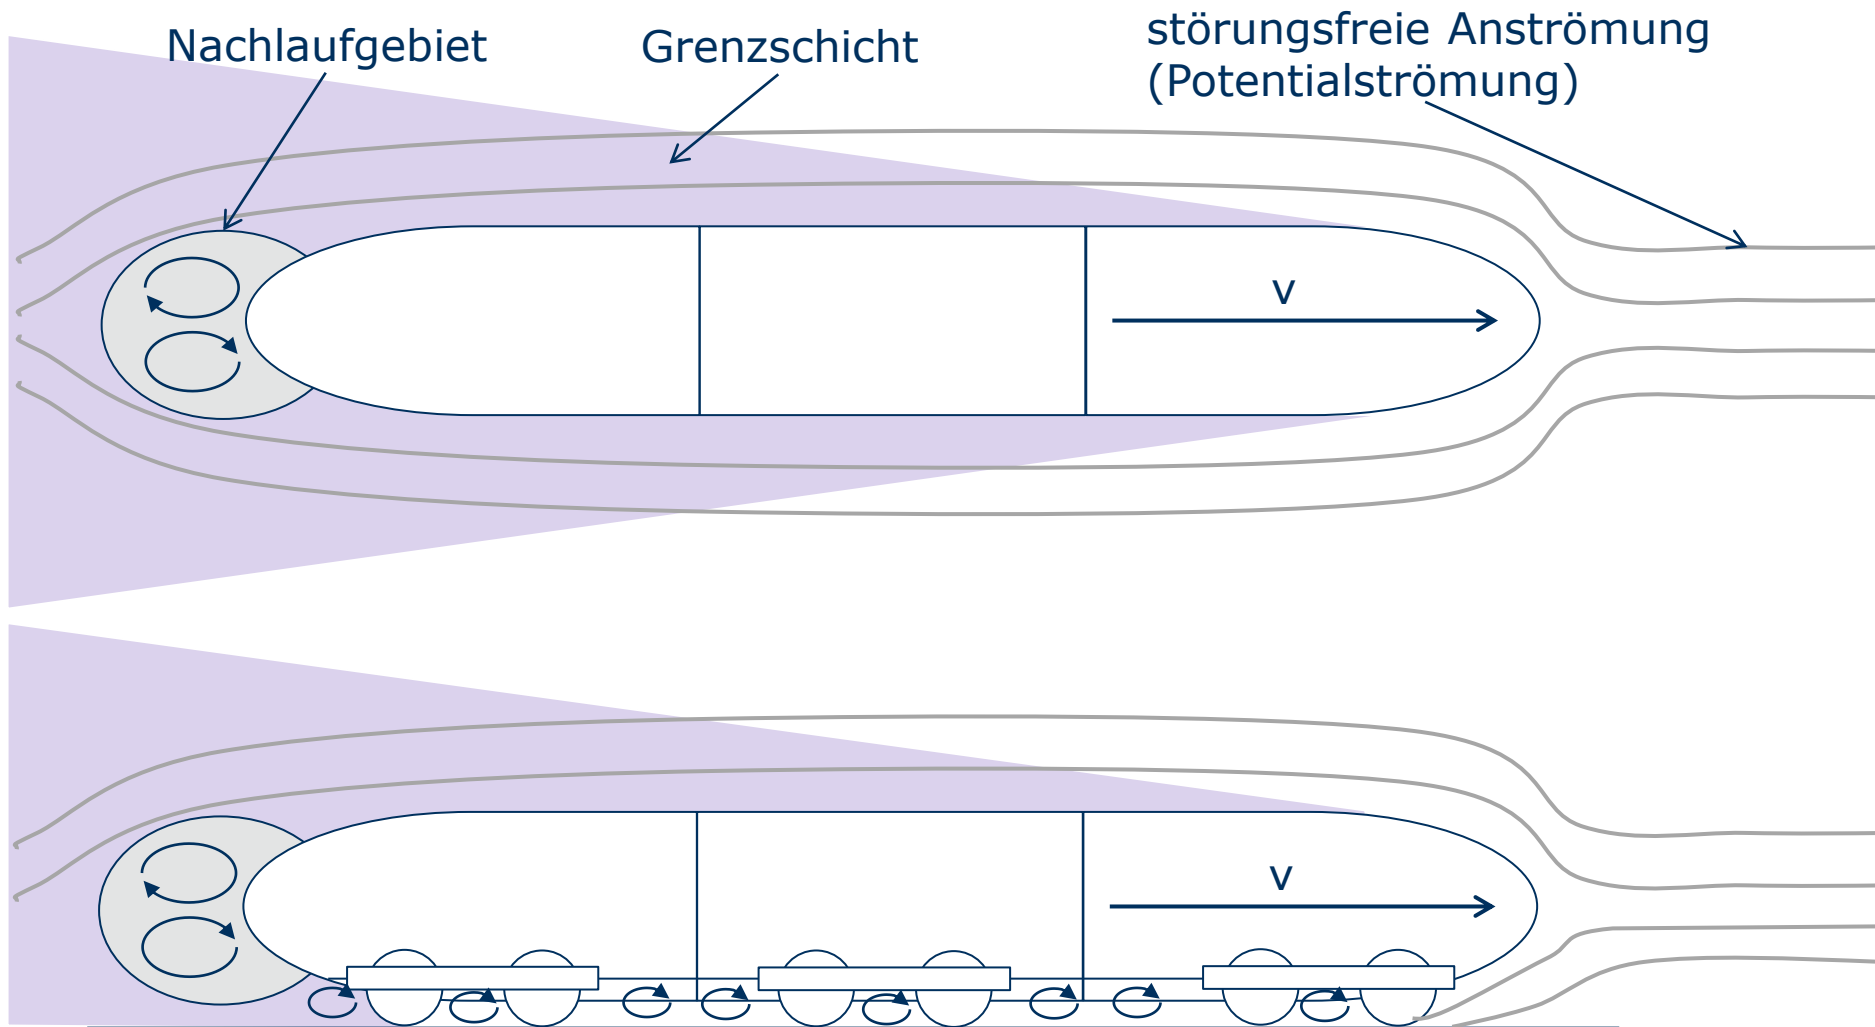 Nachlaufgebiet
Grenzschicht
störungsfreie Anströmung
(Potentialströmung)
v
v